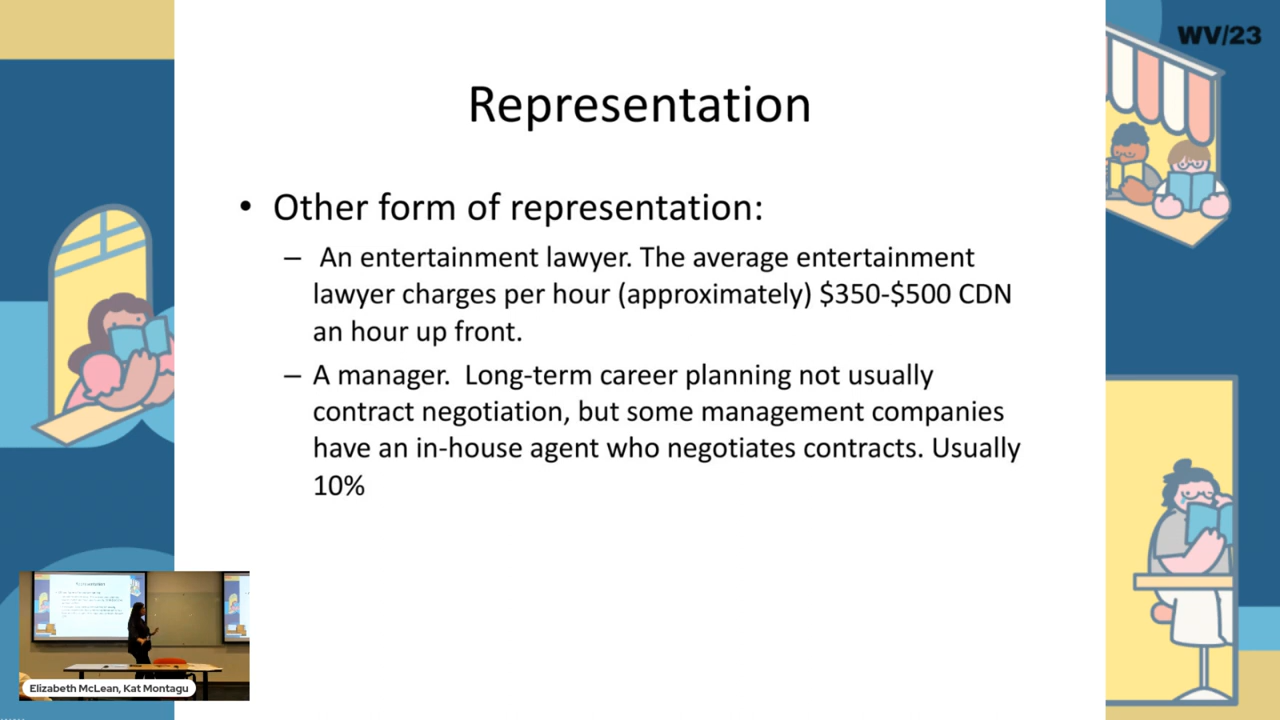 WV/23
Representation
• Other form of representation:
– An entertainment lawyer. The average entertainment
lawyer charges per hour (approximately) $350-$500 CDN
an hour up front.
– A manager. Long-term career planning not usually
contract negotiation, but some management companies
have an in-house agent who negotiates contracts. Usually
10%
Elizabeth McLean, Kat Montagu